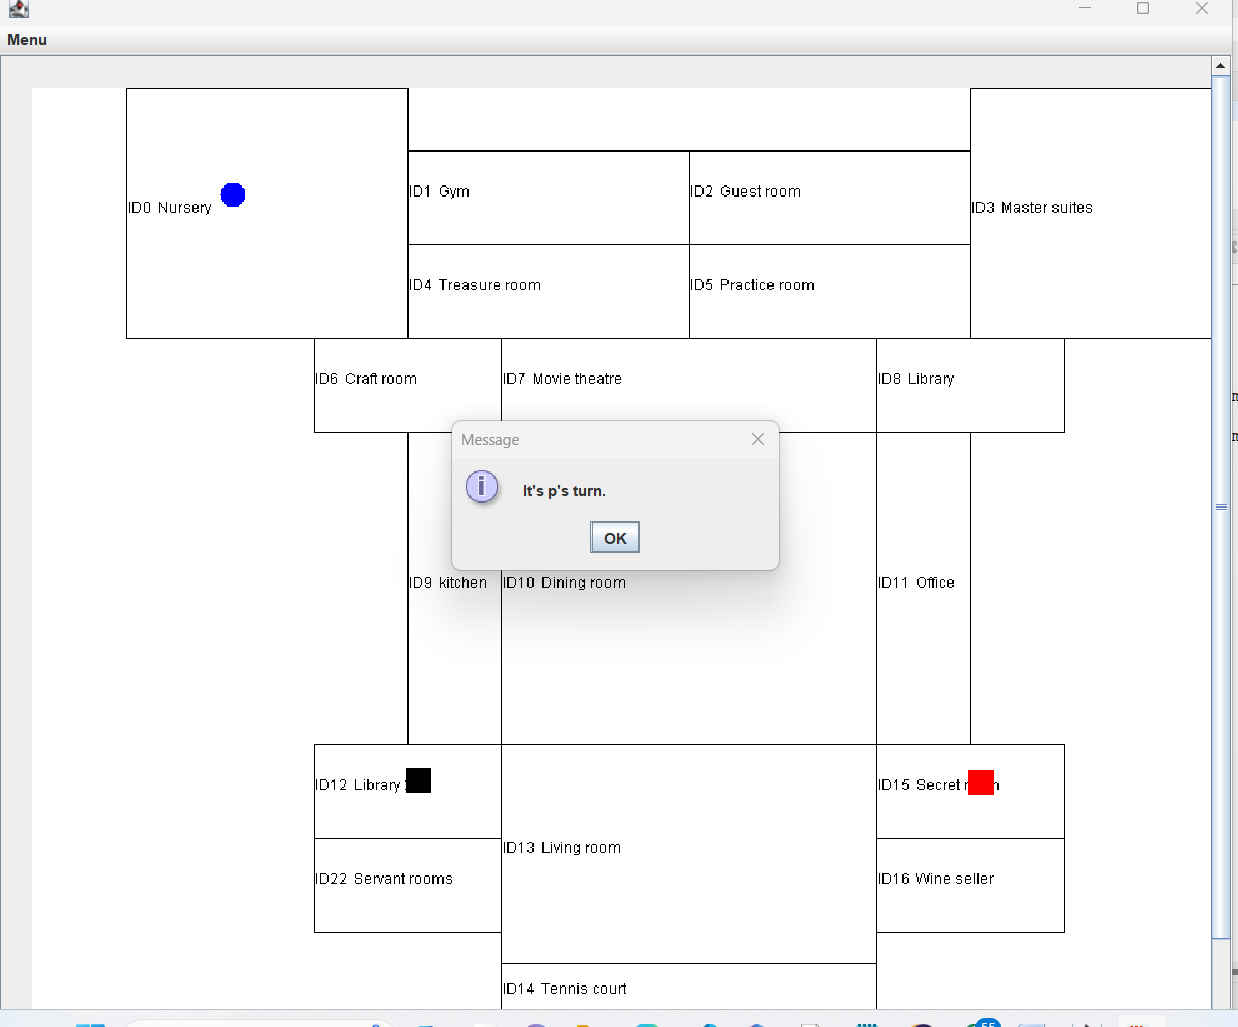 Menu
ID0 Nursery
ID1 Gym
ID2 Guest room
ID3 Master suites
ID4 Treasure room
ID5 Practice room
ID6 Craft room
ID7 Movie theatre
ID8 Library
Message
It's p's turn.
OK
ID9 kitchen
ID10 Dining room
ID11 Office
ID12 Library
ID15 Secret
ID13 Living room
ID22 Servant rooms
ID16 Wine seller
ID14 Tennis court
55